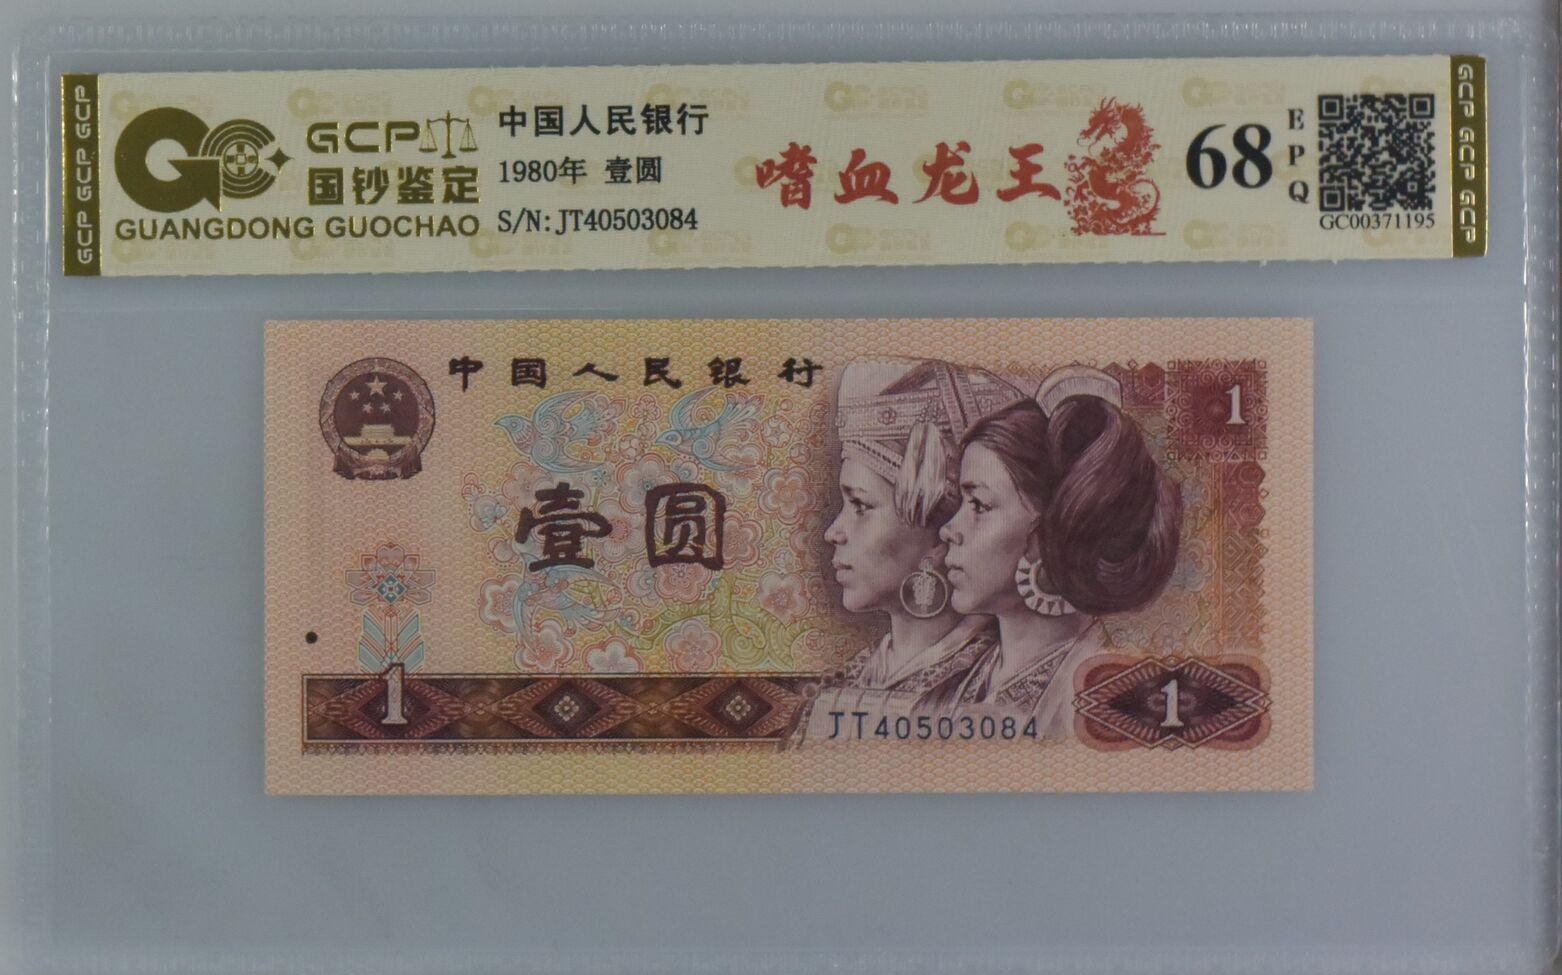 GCP GCP GCP
GC
GCP
国钞鉴定
GUANGDONG GUOCHAO
中国人民银行
1980年 壹圆
S/N: JT40503084
嗜血龙王
68
EPQ
GC00371195
GCP GCP GCP
中国人民银行
1
壹圆
1
JT40503084
1